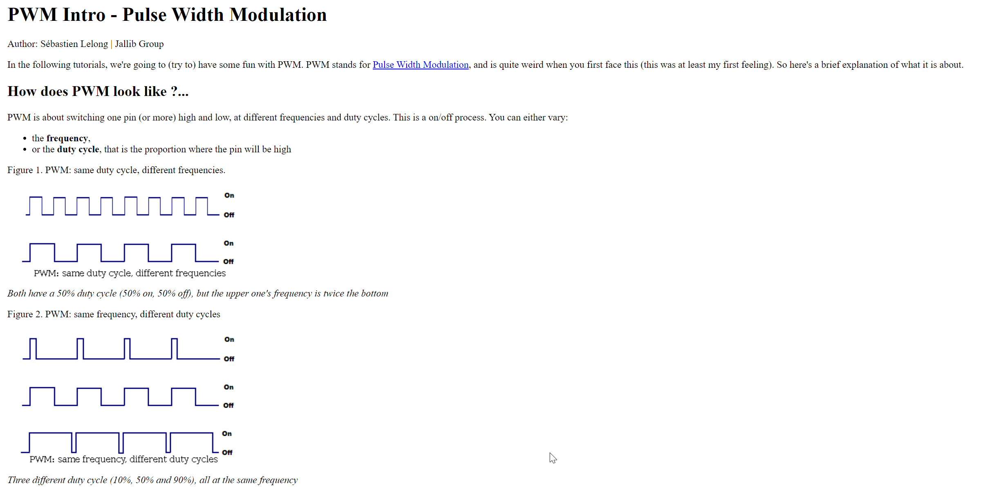 PWM Intro - Pulse Width Modulation
Author: Sébastien Lelong | Jallib Group
In the following tutorials, we're going to (try to) have some fun with PWM. PWM stands for Pulse Width Modulation, and is quite weird when you first face this (this was at least my first feeling). So here's a brief explanation of what it is about.
How does PWM look like ?...
PWM is about switching one pin (or more) high and low, at different frequencies and duty cycles. This is a on/off process. You can either vary:
• the frequency,
• or the duty cycle, that is the proportion where the pin will be high
Figure 1. PWM: same duty cycle, different frequencies.
On
Off
On
Off
PWM: same duty cycle, different frequencies
Both have a 50% duty cycle (50% on, 50% off), but the upper one's frequency is twice the bottom
Figure 2. PWM: same frequency, different duty cycles
On
Off
On
Off
On
Off
PWM: same frequency, different duty cycles
Three different duty cycle (10%, 50% and 90%), all at the same frequency